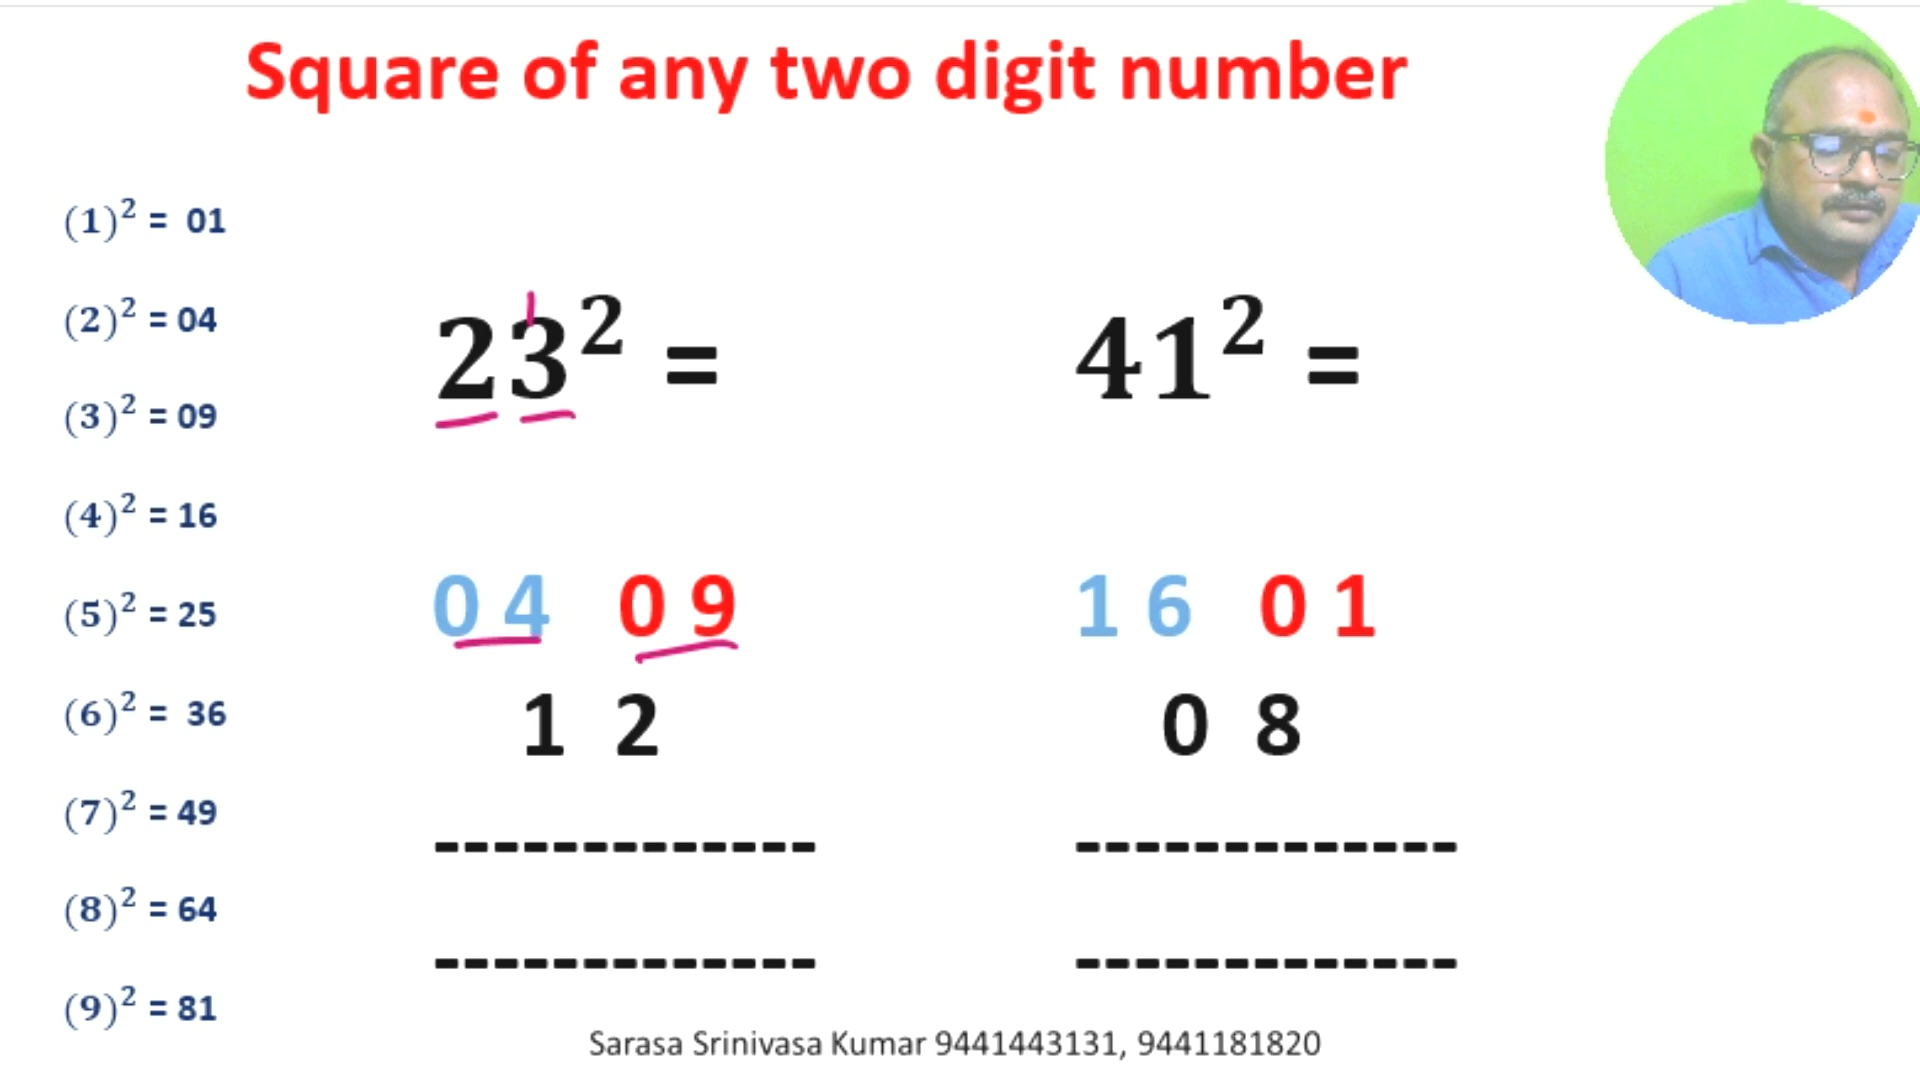 Square of any two digit number
(1)² = 01
(2)² = 04
(3)² = 09
(4)² = 16
(5)² = 25
(6)² = 36
(7)² = 49
(8)² = 64
(9)² = 81
23² =
04 09
1 2
-------------
-------------
41² =
16 01
0 8
-------------
-------------
Sarasa Srinivasa Kumar 9441443131, 9441181820